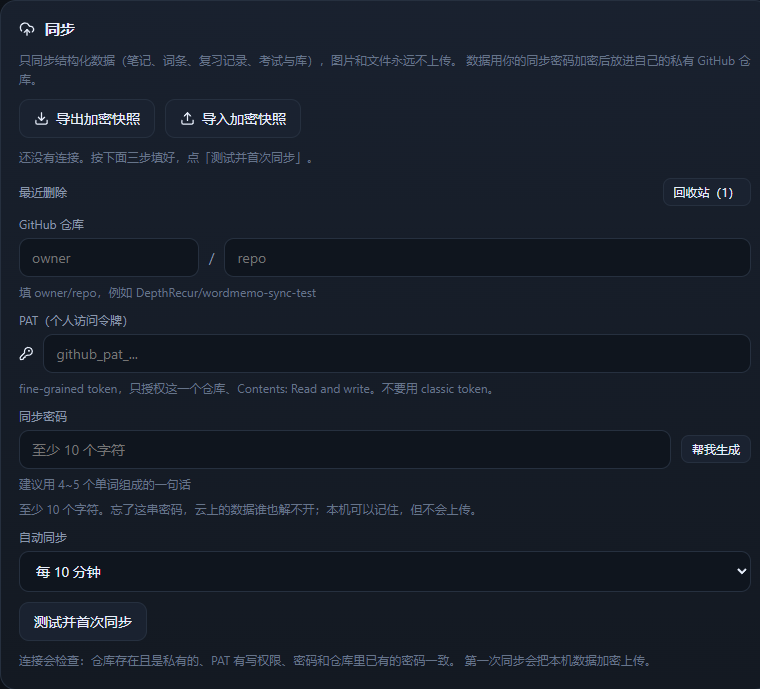 同步
只同步结构化数据（笔记、词条、复习记录、考试与库），图片和文件永远不上传。 数据用你的同步密码加密后放进自己的私有 GitHub 仓
库。
导出加密快照 导入加密快照
还没有连接。按下面三步填好，点「测试并首次同步」。
最近删除 回收站（1）
GitHub 仓库
owner / repo
填 owner/repo，例如 DepthRecur/wordmemo-sync-test
PAT（个人访问令牌）
github_pat_...
fine-grained token，只授权这一个仓库、Contents: Read and write。不要用 classic token。
同步密码
至少 10 个字符 帮我生成
建议用 4~5 个单词组成的一句话
至少 10 个字符。忘了这串密码，云上的数据谁也解不开；本机可以记住，但不会上传。
自动同步
每 10 分钟
测试并首次同步
连接会检查：仓库存在且是私有的、PAT 有写权限、密码和仓库里已有的密码一致。 第一次同步会把本机数据加密上传。